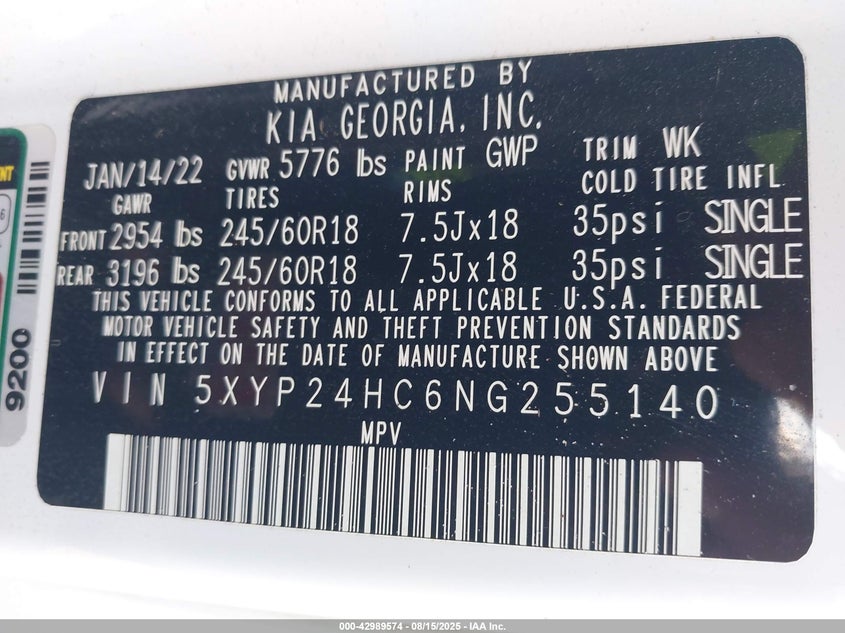 MANUFACTURED BY
KIA GEORGIA, INC.
JAN/14/22 GVWR 5776 lbs PAINT GWP TRIM WK
GAWR TIRES RIMS COLD TIRE INFL
FRONT 2954 lbs 245/60R18 7.5Jx18 35psi SINGLE
REAR 3196 lbs 245/60R18 7.5Jx18 35psi SINGLE
THIS VEHICLE CONFORMS TO ALL APPLICABLE U.S.A. FEDERAL
MOTOR VEHICLE SAFETY AND THEFT PREVENTION STANDARDS
IN EFFECT ON THE DATE OF MANUFACTURE SHOWN ABOVE
VIN 5XYP24HC6NG255140
MPV
9200
000-42989574 - 08/15/2025 - IAA Inc.